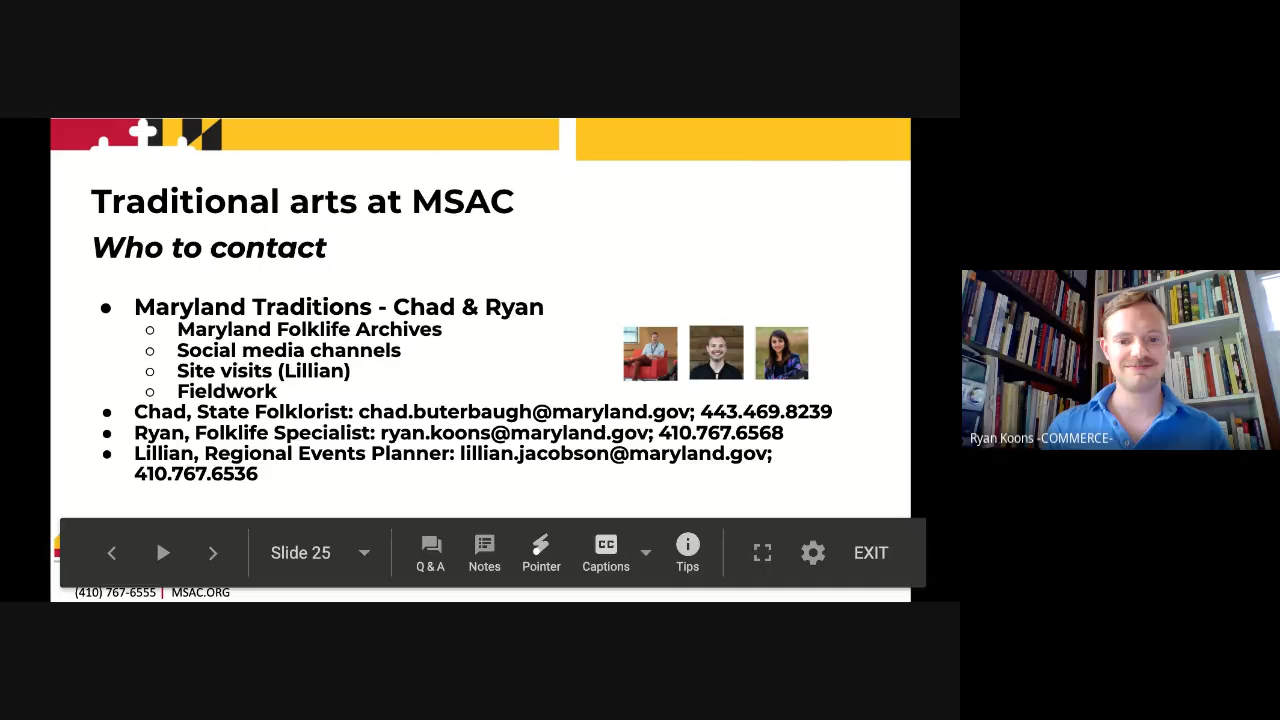 Traditional arts at MSAC
Who to contact
● Maryland Traditions - Chad & Ryan
○ Maryland Folklife Archives
○ Social media channels
○ Site visits (Lillian)
○ Fieldwork
● Chad, State Folklorist: chad.buterbaugh@maryland.gov; 443.469.8239
● Ryan, Folklife Specialist: ryan.koons@maryland.gov; 410.767.6568
● Lillian, Regional Events Planner: lillian.jacobson@maryland.gov;
410.767.6536
Ryan Koons -COMMERCE-
Slide 25
Q & A
Notes
Pointer
CC
Captions
Tips
EXIT
(410) 767-6555 | MSAC.ORG